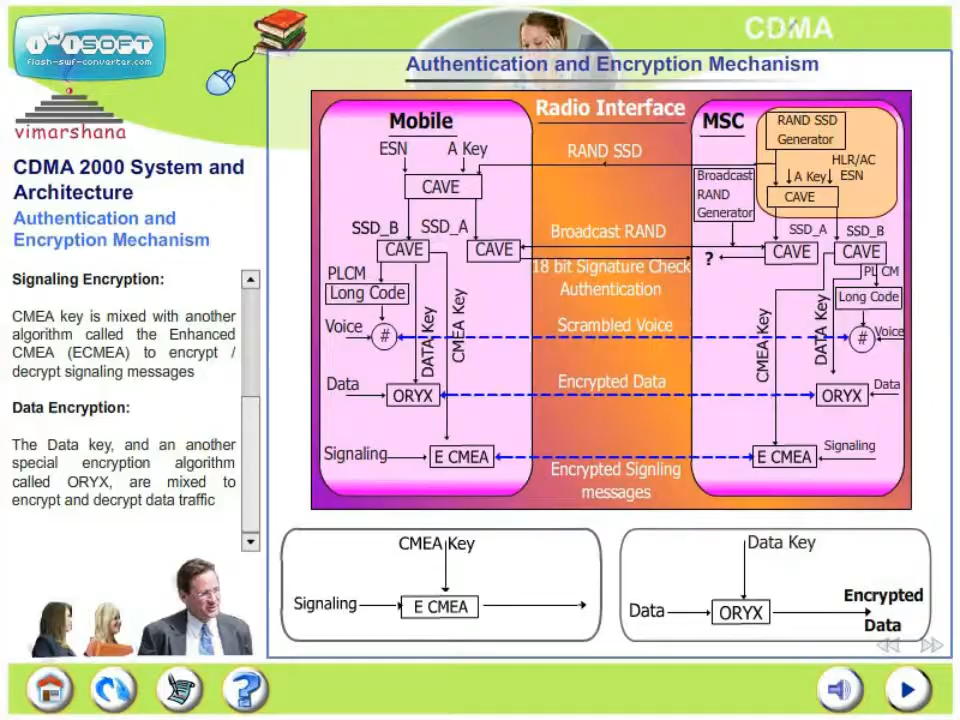 iWiSOFT
flash-swf-converter.com
CDMA
vimarshana
CDMA 2000 System and
Architecture
Authentication and
Encryption Mechanism
Signaling Encryption:
CMEA key is mixed with another
algorithm called the Enhanced
CMEA (ECMEA) to encrypt /
decrypt signaling messages
Data Encryption:
The Data key, and an another
special encryption algorithm
called ORYX, are mixed to
encrypt and decrypt data traffic
Authentication and Encryption Mechanism
Mobile
Radio Interface
MSC
RAND SSD
Generator
ESN
A Key
RAND SSD
HLR/AC
A Key
ESN
Broadcast
RAND
Generator
CAVE
CAVE
SSD_B
SSD_A
Broadcast RAND
SSD_A
SSD_B
CAVE
CAVE
?
CAVE
CAVE
18 bit Signature Check
Authentication
PLCM
Long Code
PLCM
Long Code
Voice
#
DATA Key
CMEA Key
Scrambled Voice
CMEA Key
DATA Key
#
Voice
Data
ORYX
Encrypted Data
ORYX
Data
Signaling
E CMEA
Encrypted Signling
messages
E CMEA
Signaling
CMEA Key
Signaling
E CMEA
Data Key
Data
ORYX
Encrypted
Data
?